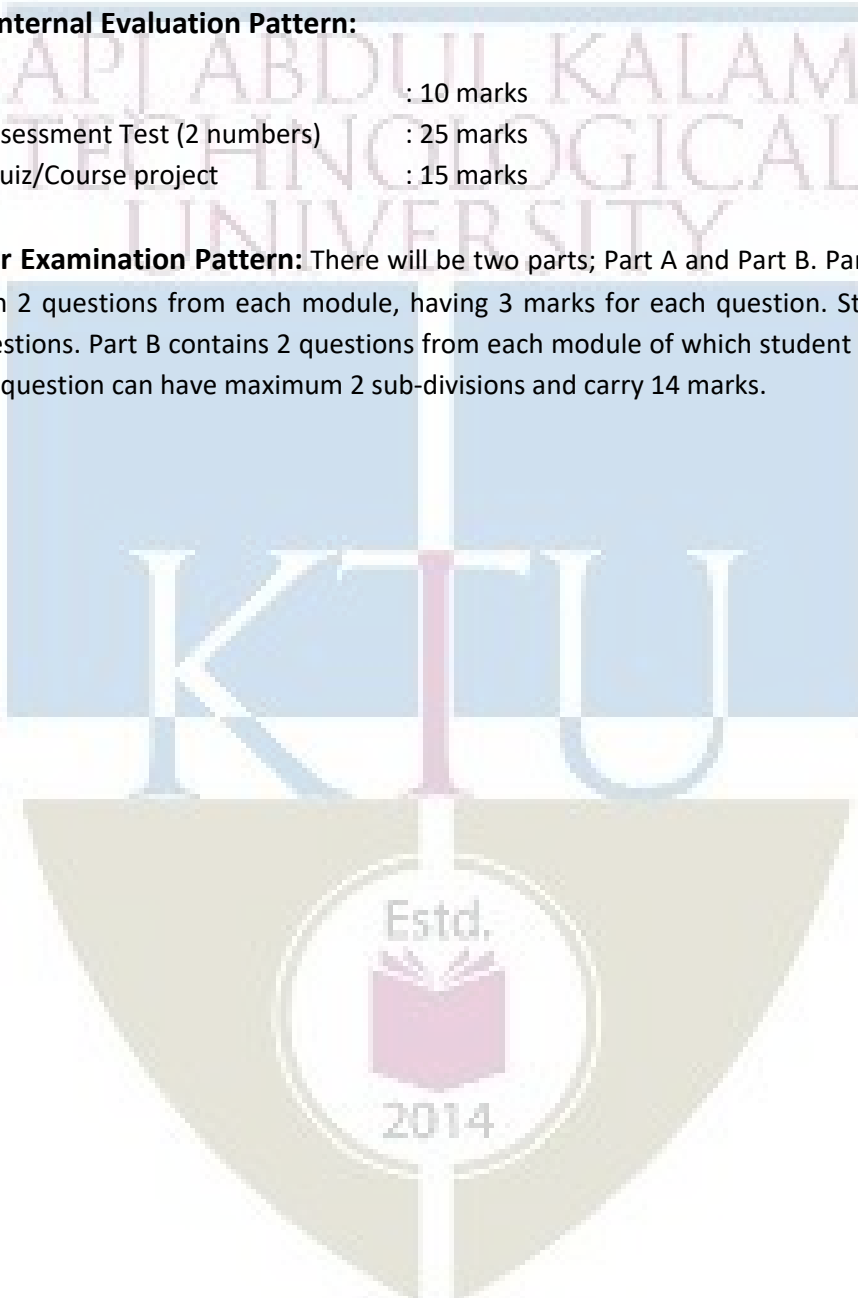 nternal Evaluation Pattern:
APJ ABDUL KALAM
: 10 marks
sessment Test (2 numbers) : 25 marks
TECHNOLOGICAL
uiz/Course project : 15 marks
UNIVERSITY
r Examination Pattern: There will be two parts; Part A and Part B. Par
n 2 questions from each module, having 3 marks for each question. St
estions. Part B contains 2 questions from each module of which student
question can have maximum 2 sub-divisions and carry 14 marks.
KTU
Estd.
2014